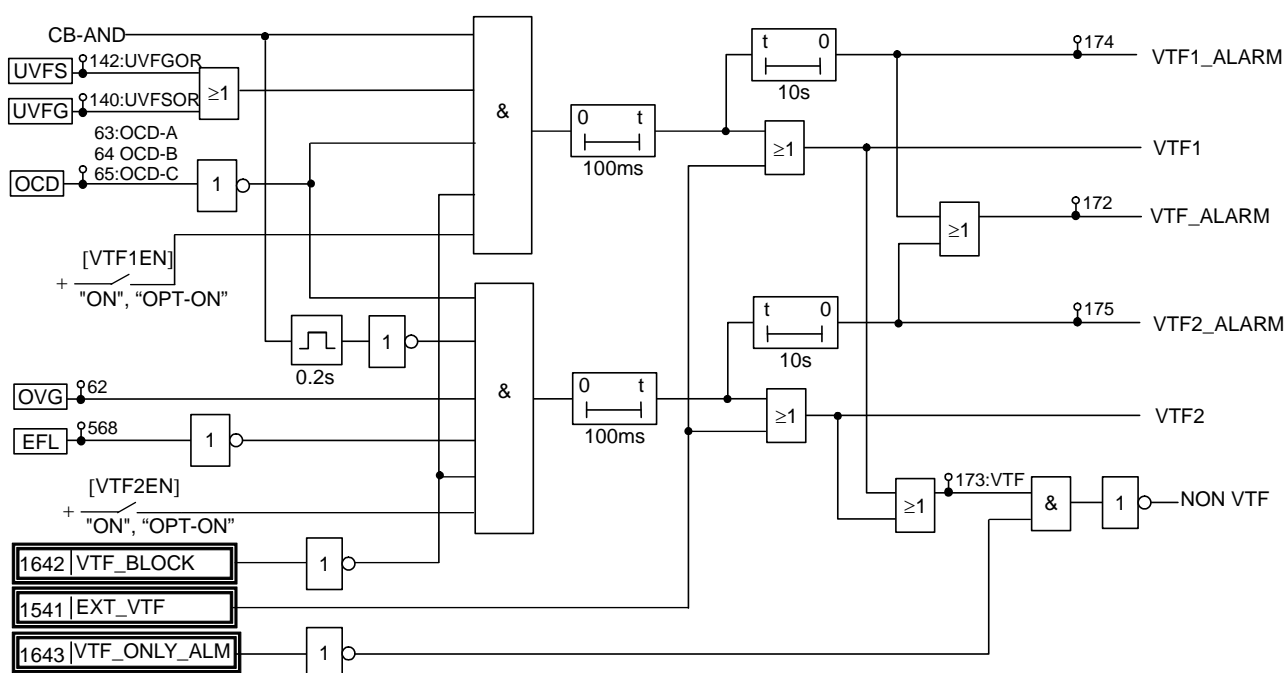 CB-AND
UVFS
142:UVFGOR
UVFG
140:UVFSOR
≥1
63:OCD-A
64 OCD-B
65:OCD-C
OCD
1
[VTF1EN]
+
"ON", “OPT-ON”
&
0 t
100ms
t 0
10s
174
VTF1_ALARM
≥1
VTF1
172
VTF_ALARM
≥1
0.2s
1
OVG
62
EFL
568
1
[VTF2EN]
+
"ON", “OPT-ON”
&
0 t
100ms
t 0
10s
175
VTF2_ALARM
≥1
VTF2
≥1
173:VTF
&
1
NON VTF
1642 VTF_BLOCK
1
1541 EXT_VTF
1643 VTF_ONLY_ALM
1